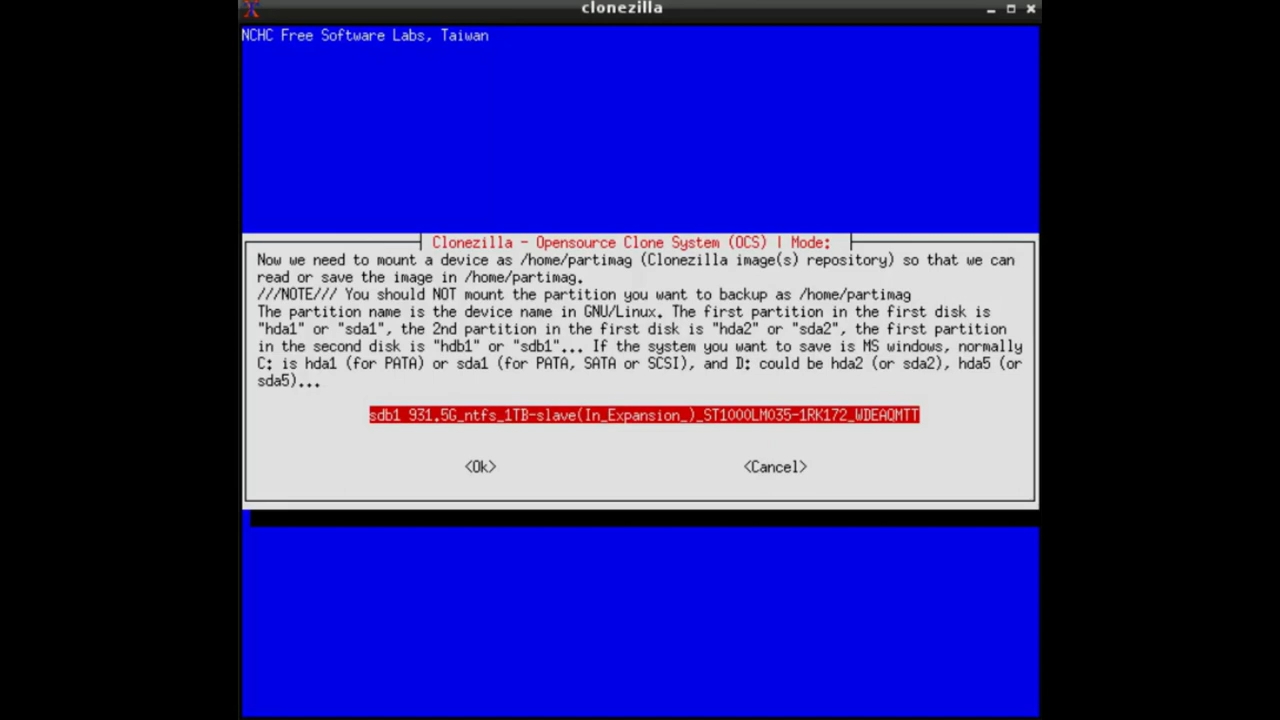 clonezilla
NCHC Free Software Labs, Taiwan
Clonezilla - Opensource Clone System (OCS) | Mode:
Now we need to mount a device as /home/partimag (Clonezilla image(s) repository) so that we can
read or save the image in /home/partimag.
///NOTE/// You should NOT mount the partition you want to backup as /home/partimag
The partition name is the device name in GNU/Linux. The first partition in the first disk is
"hda1" or "sda1", the 2nd partition in the first disk is "hda2" or "sda2", the first partition
in the second disk is "hdb1" or "sdb1"... If the system you want to save is MS windows, normally
C: is hda1 (for PATA) or sda1 (for PATA, SATA or SCSI), and D: could be hda2 (or sda2), hda5 (or
sda5)...
sdb1 931.5G_ntfs_1TB-slave(In_Expansion_)_ST1000LM035-1RK172_WDEAQMTT
<Ok> <Cancel>